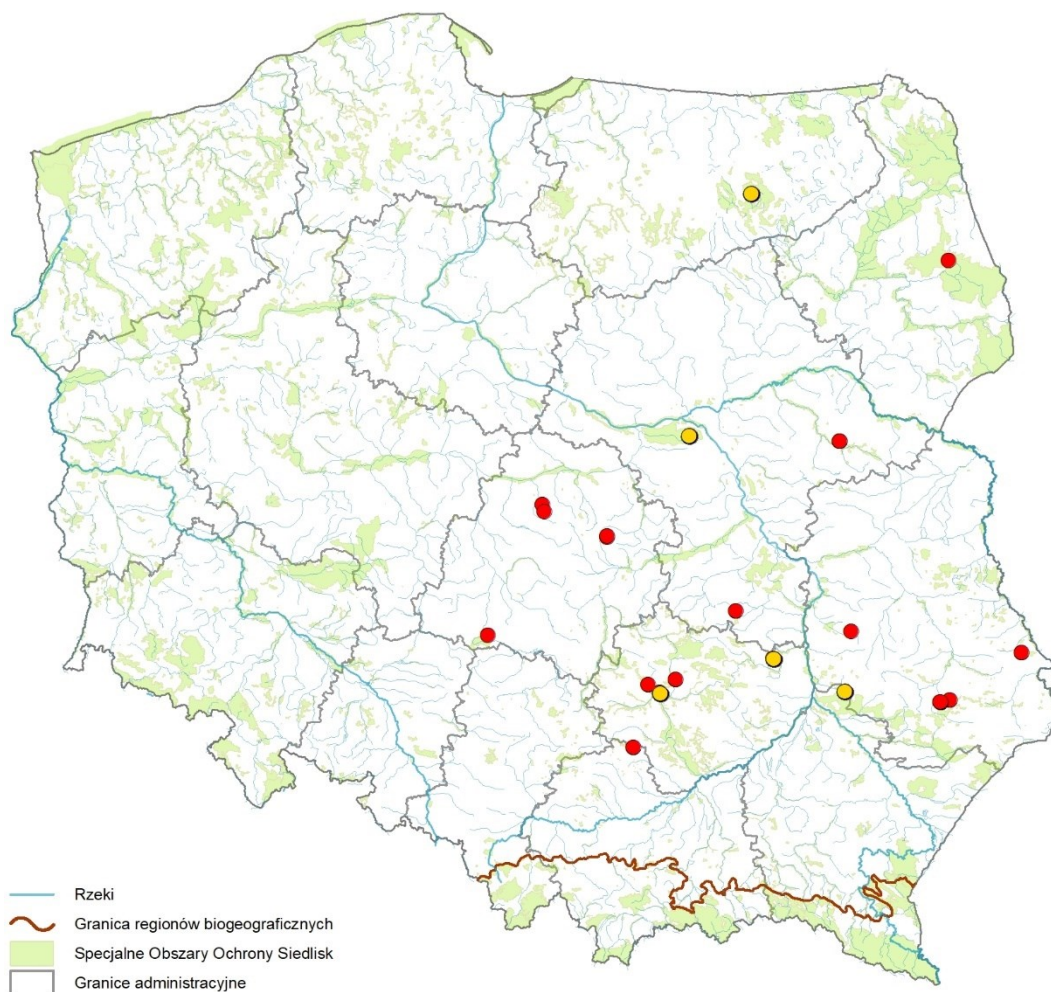 Rzeki
Granica regionów biogeograficznych
Specjalne Obszary Ochrony Siedlisk
Granice administracyjne